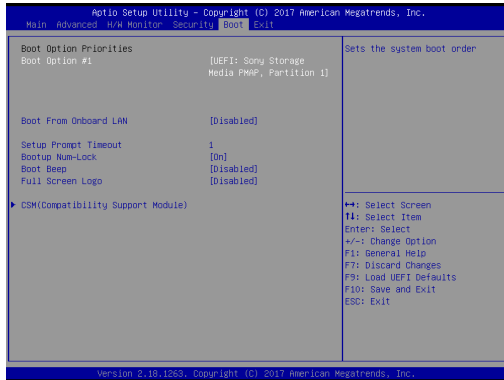 Aptio Setup Utility – Copyright (C) 2017 American Megatrends, Inc.
Main Advanced H/W Monitor Security Boot Exit
Boot Option Priorities
Boot Option #1 [UEFI: Sony Storage
Media PMAP, Partition 1]
Sets the system boot order
Boot From Onboard LAN [Disabled]
Setup Prompt Timeout 1
Bootup Num-Lock [On]
Boot Beep [Disabled]
Full Screen Logo [Disabled]
CSM(Compatibility Support Module)
↔: Select Screen
↑↓: Select Item
Enter: Select
+/-: Change Option
F1: General Help
F7: Discard Changes
F9: Load UEFI Defaults
F10: Save and Exit
ESC: Exit
Version 2.18.1263. Copyright (C) 2017 American Megatrends, Inc.